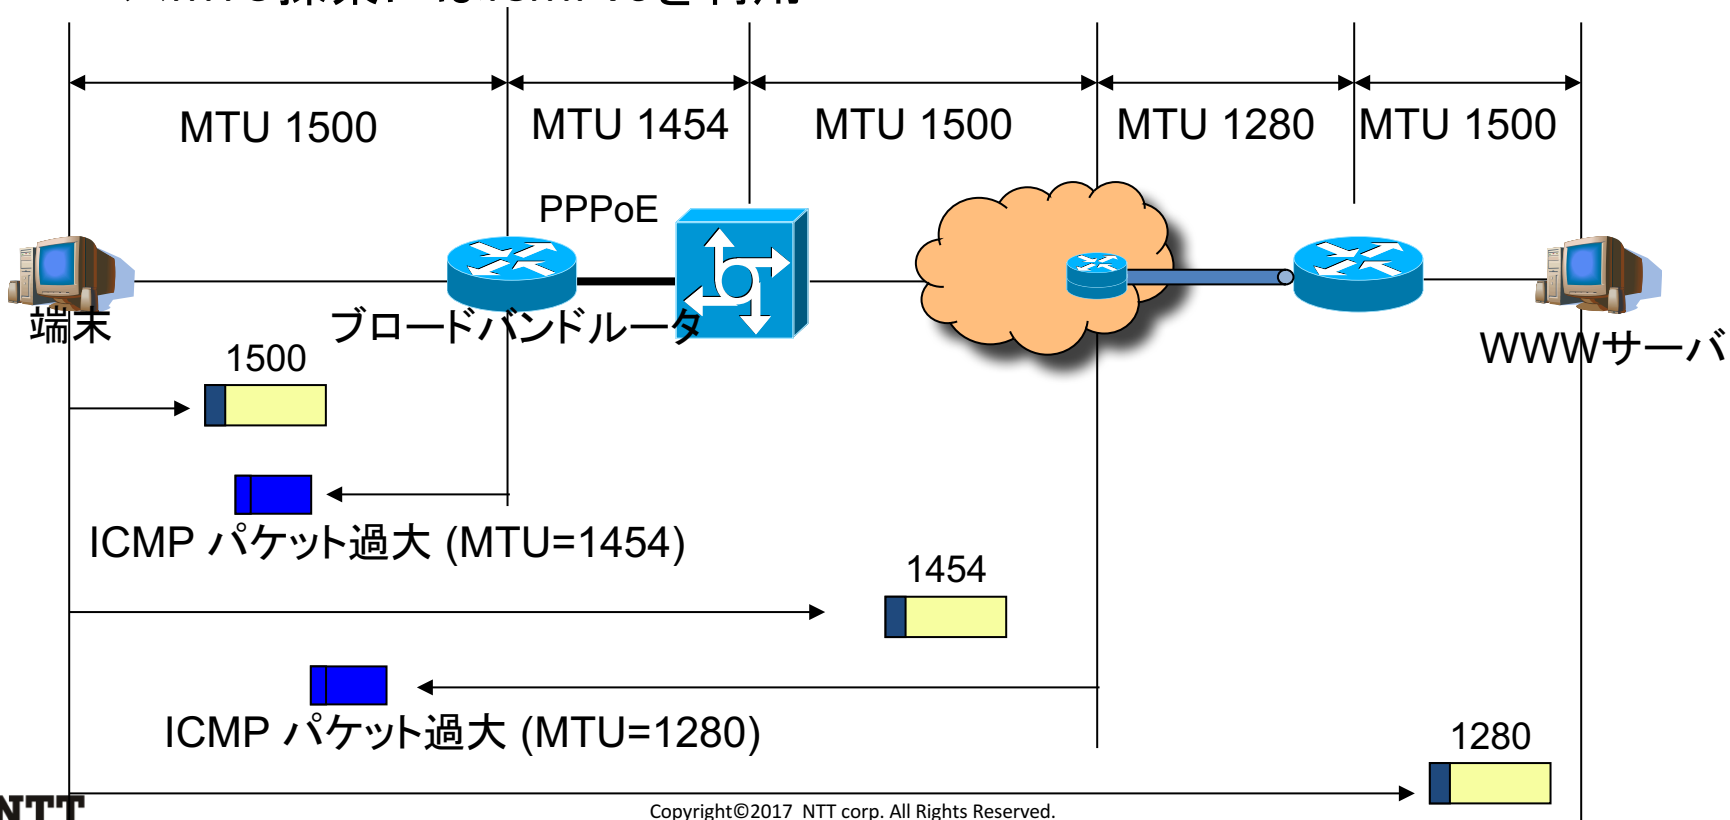 MTU 1500
MTU 1454
MTU 1500
MTU 1280
MTU 1500
PPPoE
端末
ブロードバンドルータ
WWWサーバ
1500
ICMP パケット過大 (MTU=1454)
1454
ICMP パケット過大 (MTU=1280)
1280
NTT
Copyright©2017 NTT corp. All Rights Reserved.